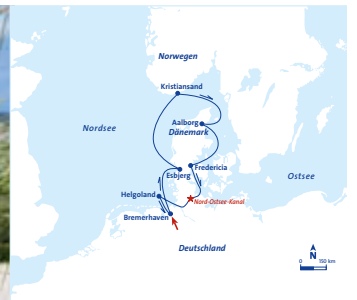 Norwegen
Kristiansand
Aalborg
Dänemark
Nordsee
Fredericia
Esbjerg
Ostsee
Helgoland
Nord-Ostsee-Kanal
Bremerhaven
Deutschland
N
0 150 km